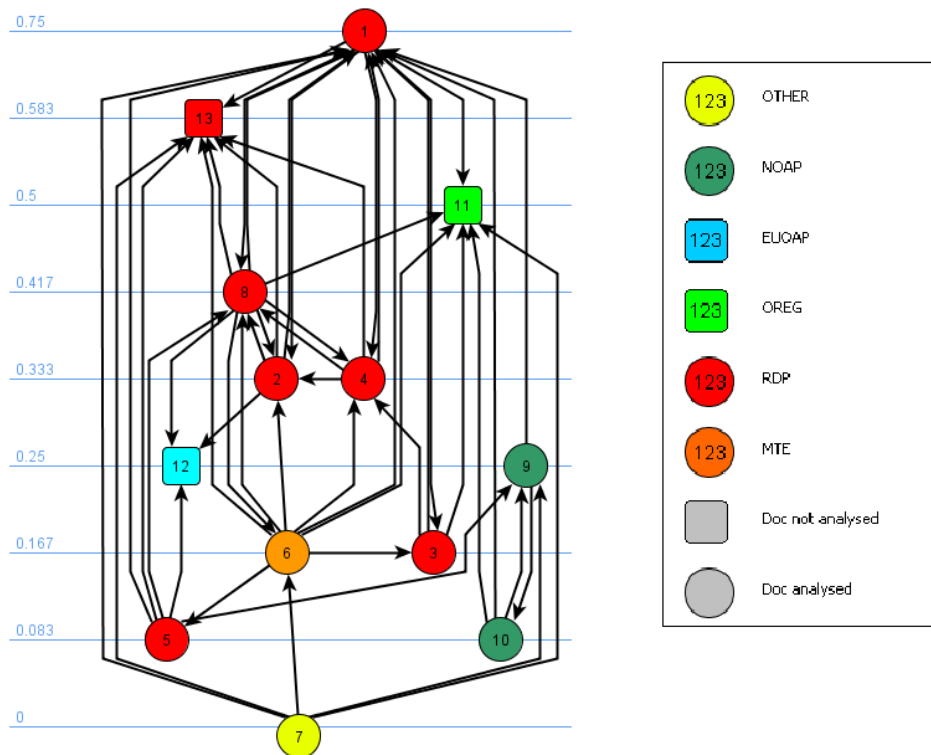 0.75
1
0.583
13
0.5
11
0.417
8
0.333
2
4
0.25
12
9
0.167
6
3
0.083
5
10
0
7
123 OTHER
123 NOAP
123 EUQAP
123 OREG
123 RDP
123 MTE
Doc not analysed
Doc analysed